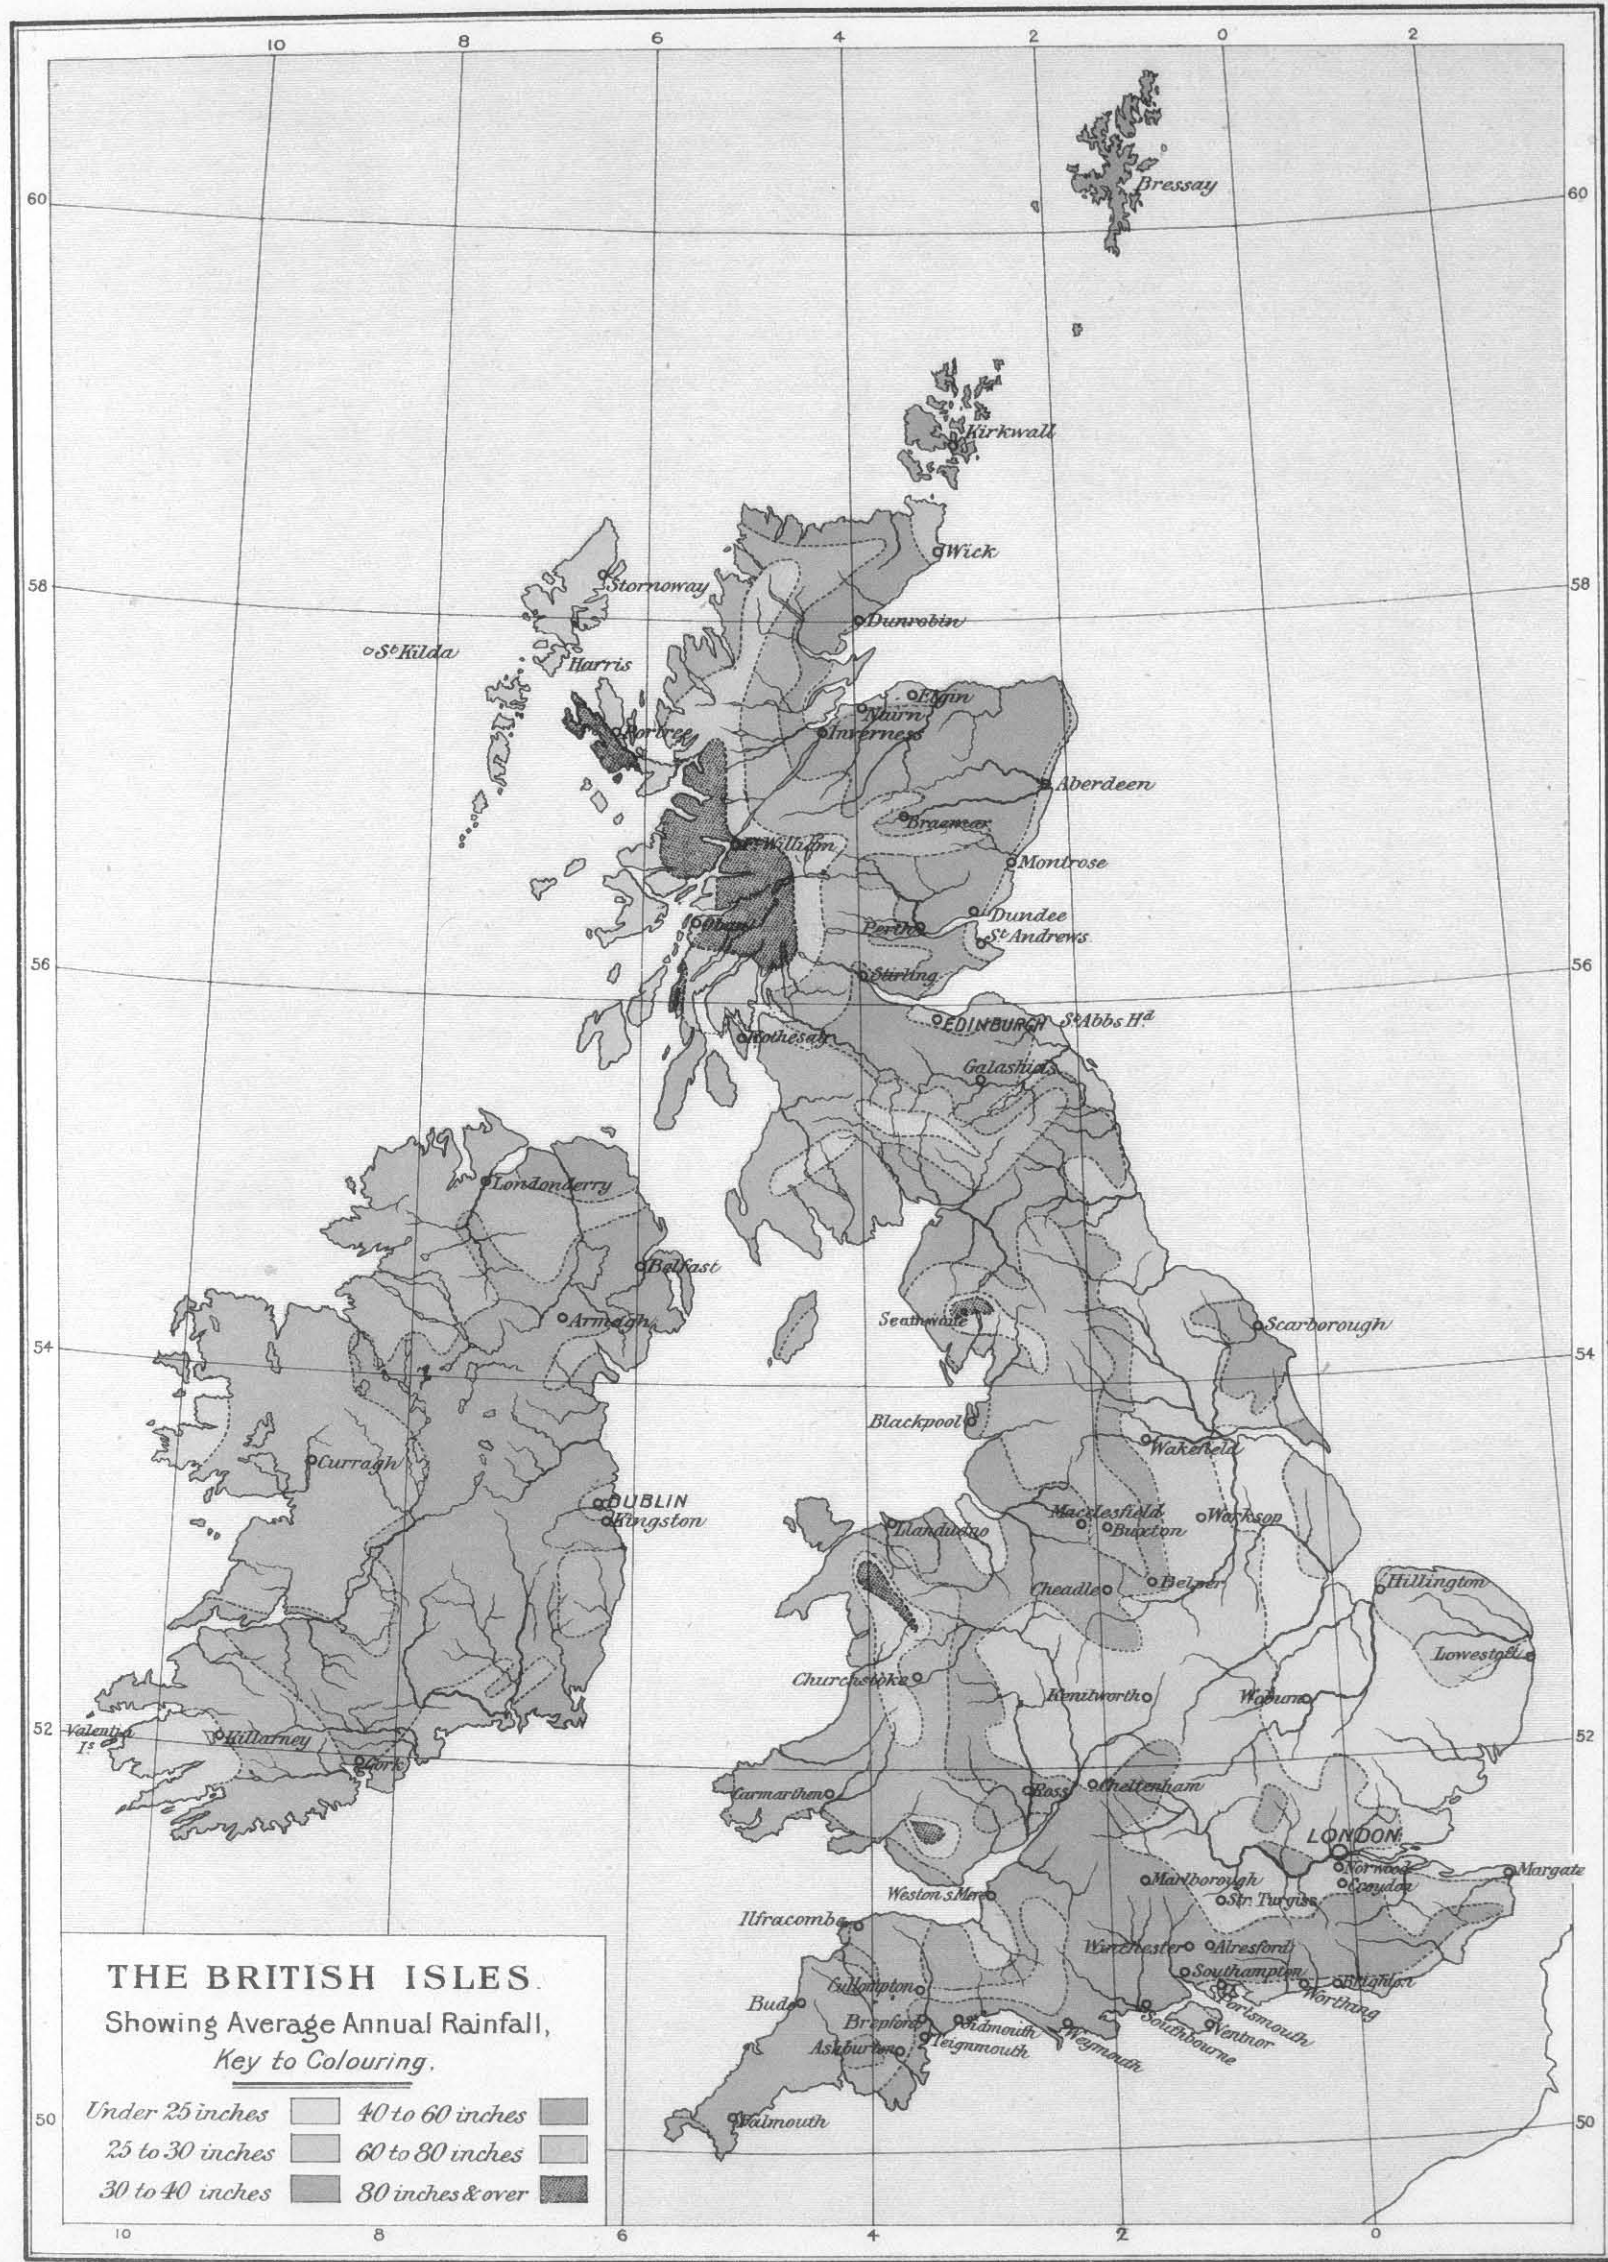 10 8 6 4 2 0 2
60 60
Bressay
Kirkwall
Wick
Stornoway
58 58
Dunrobin
St Kilda
Harris
Elgin
Nairn
Portree
Inverness
Aberdeen
Braemar
Ft William
Montrose
Dundee
Oban
Perth
St Andrews
56 56
Stirling
EDINBURGH
St Abbs Hd
Rothesay
Galashiels
Londonderry
Belfast
Armagh
Seathwaite
Scarborough
54 54
Blackpool
Wakefield
Curragh
DUBLIN
Kingston
Llandudno
Macclesfield
Buxton
Worksop
Cheadle
Belper
Hillington
Lowestoft
Churchstoke
Kenilworth
Woburn
52 52
Valentia
Is
Killarney
Cork
Carmarthen
Ross
Cheltenham
LONDON
Norwood
Croydon
Margate
Marlborough
Str. Turgiss
Weston s Mere
Ilfracombe
Winchester
Alresford
Southampton
Brighton
Worthing
Portsmouth
Cullompton
Bude
Bropford
Sidmouth
Weymouth
Southbourne
Ventnor
Ashburton
Teignmouth
Falmouth
THE BRITISH ISLES.
Showing Average Annual Rainfall,
Key to Colouring.
Under 25 inches 40 to 60 inches
25 to 30 inches 60 to 80 inches
30 to 40 inches 80 inches & over
50 50
10 8 6 4 2 0